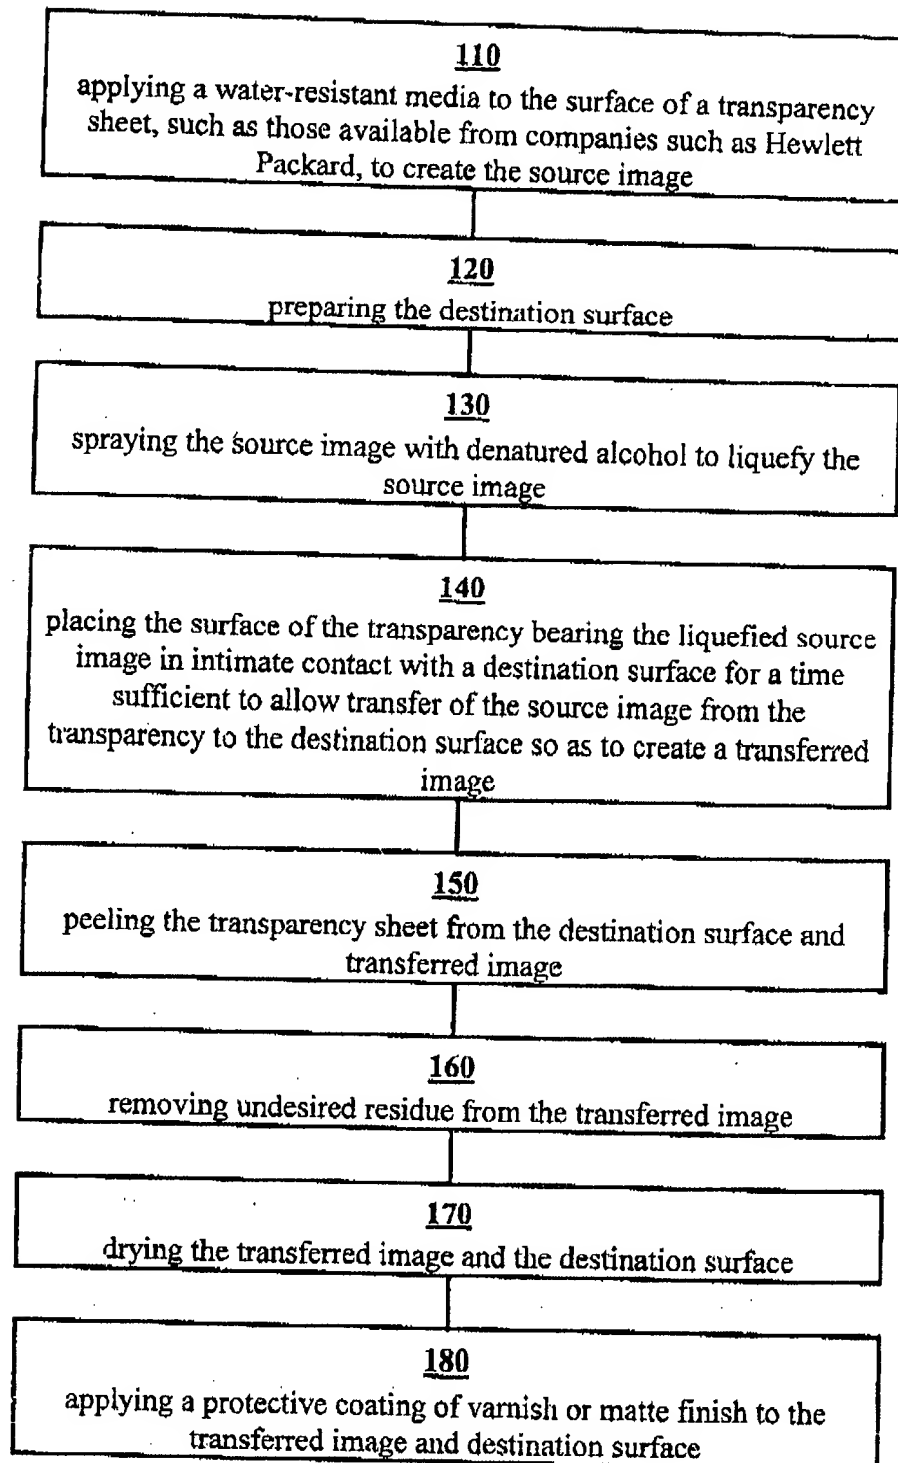 110
applying a water-resistant media to the surface of a transparency
sheet, such as those available from companies such as Hewlett
Packard, to create the source image
120
preparing the destination surface
130
spraying the source image with denatured alcohol to liquefy the
source image
140
placing the surface of the transparency bearing the liquefied source
image in intimate contact with a destination surface for a time
sufficient to allow transfer of the source image from the
transparency to the destination surface so as to create a transferred
image
150
peeling the transparency sheet from the destination surface and
transferred image
160
removing undesired residue from the transferred image
170
drying the transferred image and the destination surface
180
applying a protective coating of varnish or matte finish to the
transferred image and destination surface